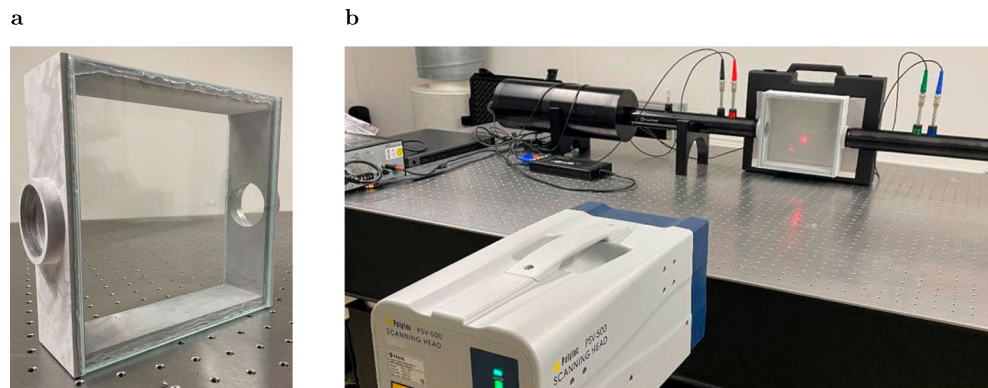 a
b
Polytec PSV-500
SCANNING HEAD
Polytec PSV-500
SCANNING HEAD